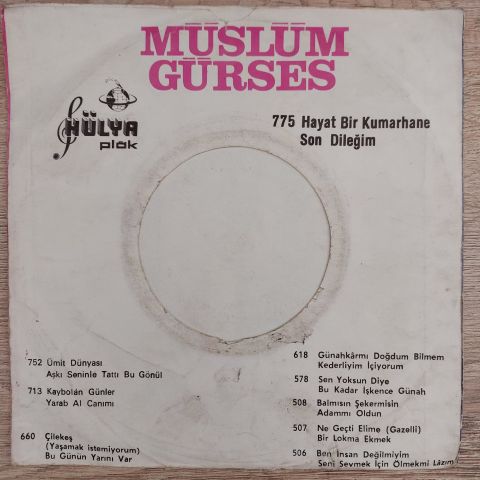 MÜSLÜM
GÜRSES
HÜLYA
plâk
775 Hayat Bir Kumarhane
Son Dileğim
752 Ümit Dünyası
Aşkı Seninle Tattı Bu Gönül
713 Kaybolan Günler
Yarab Al Canımı
660 Çilekeş
(Yaşamak istemiyorum)
Bu Günün Yarını Var
618 Günahkârmı Doğdum Bilmem
Kederliyim İçiyorum
578 Sen Yoksun Diye
Bu Kadar İşkence Günah
508 Balmısın Şekermisin
Adammı Oldun
507 Ne Geçti Elime (Gazelli)
Bir Lokma Ekmek
506 Ben İnsan Değilmiyim
Seni Sevmek İçin Ölmekmi Lâzım